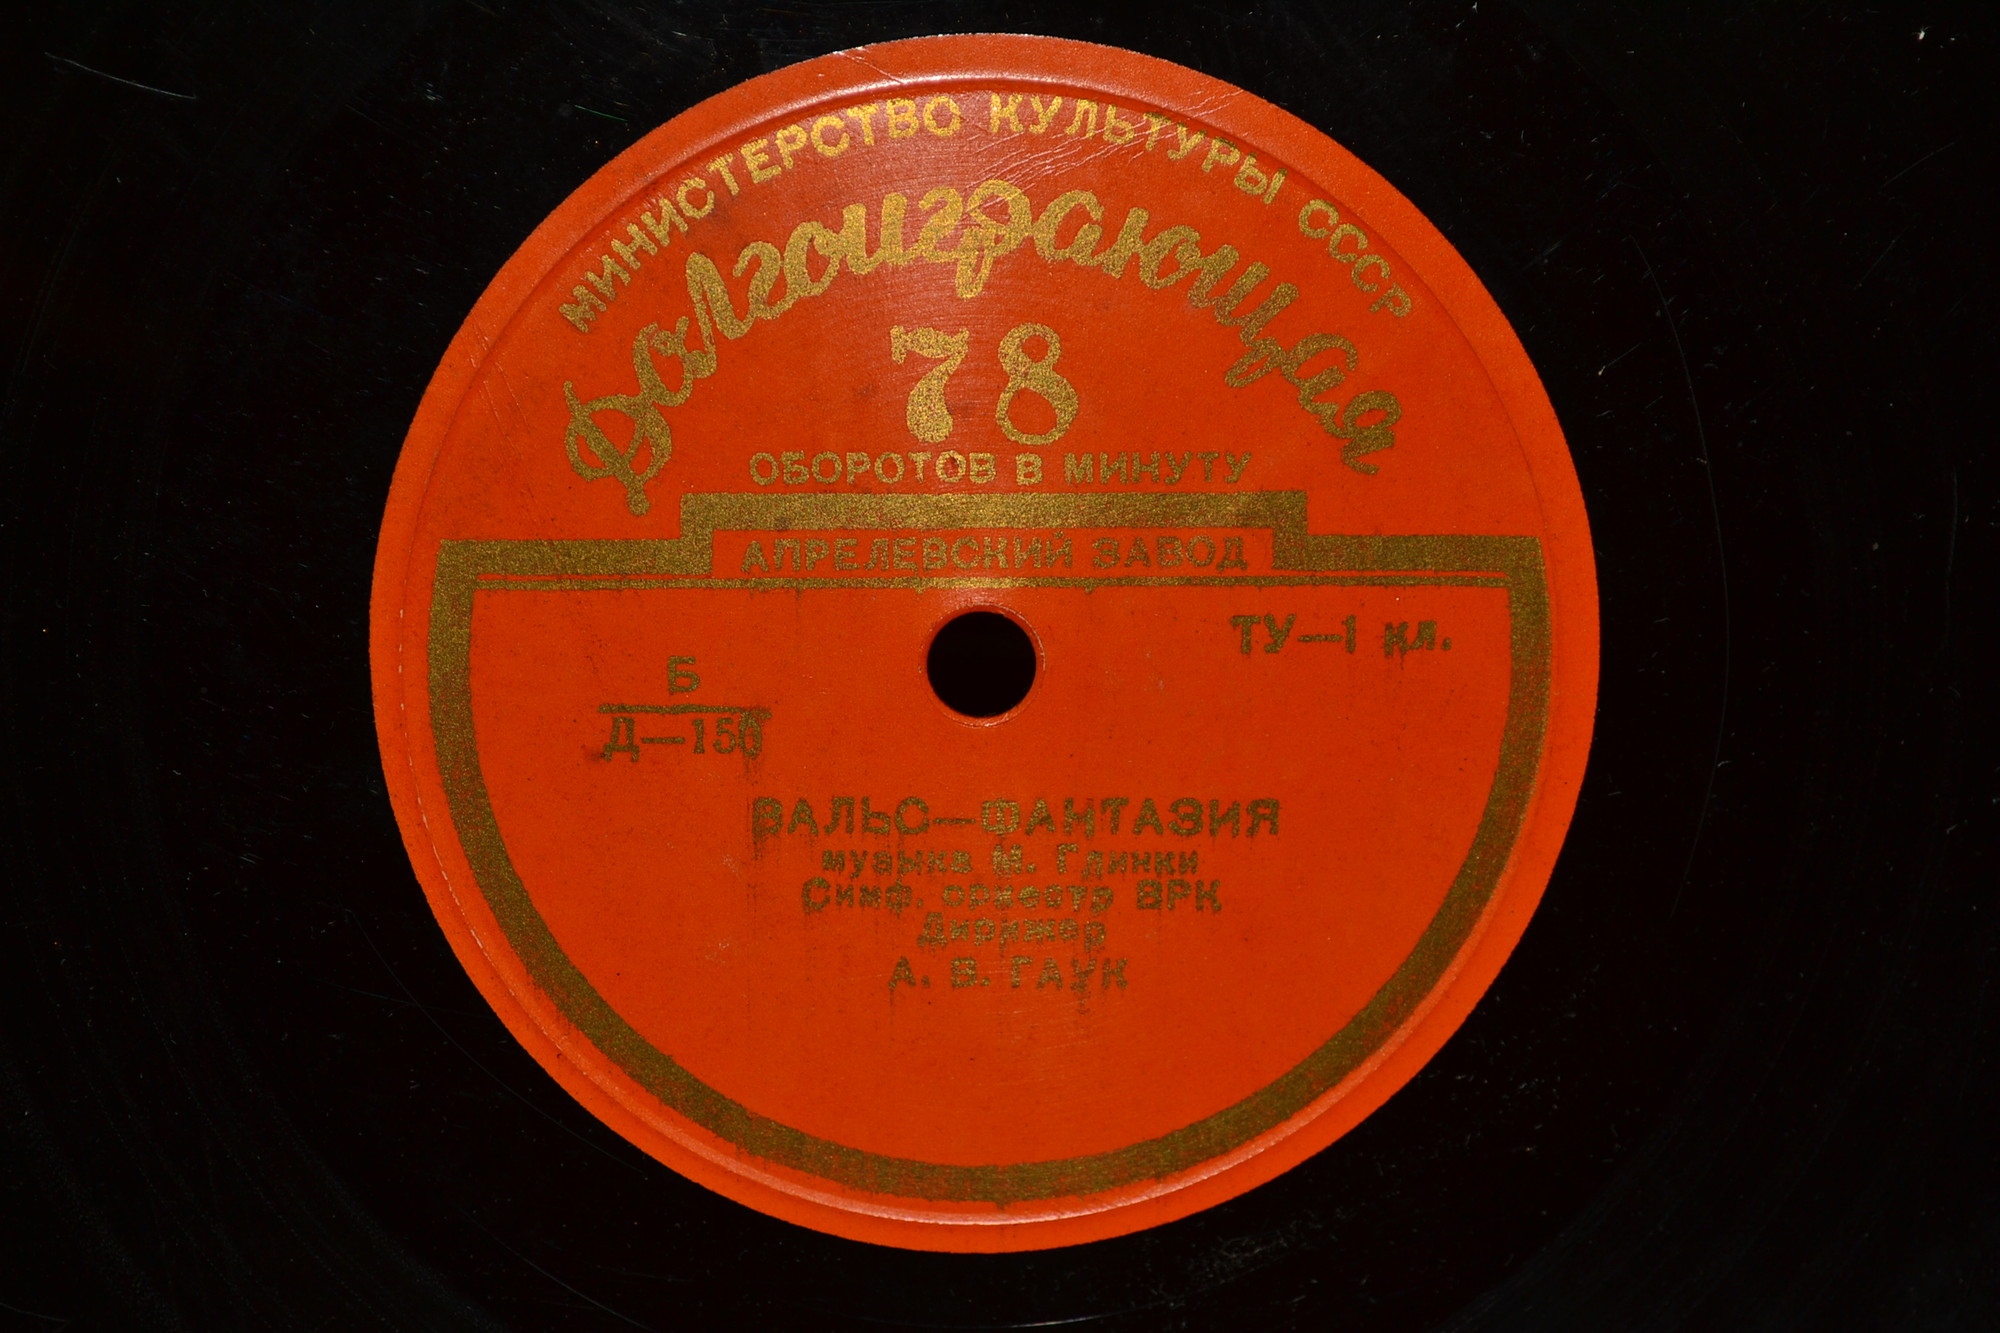 МИНИСТЕРСТВО КУЛЬТУРЫ СССР
Долгоиграющая
78
ОБОРОТОВ В МИНУТУ
АПРЕЛЕВСКИЙ ЗАВОД
ТУ—1 кл.
Б
Д—150
ВАЛЬС—ФАНТАЗИЯ
музыка М. Глинки
Симф. оркестр ВРК
Дирижер
А. В. ГАУК